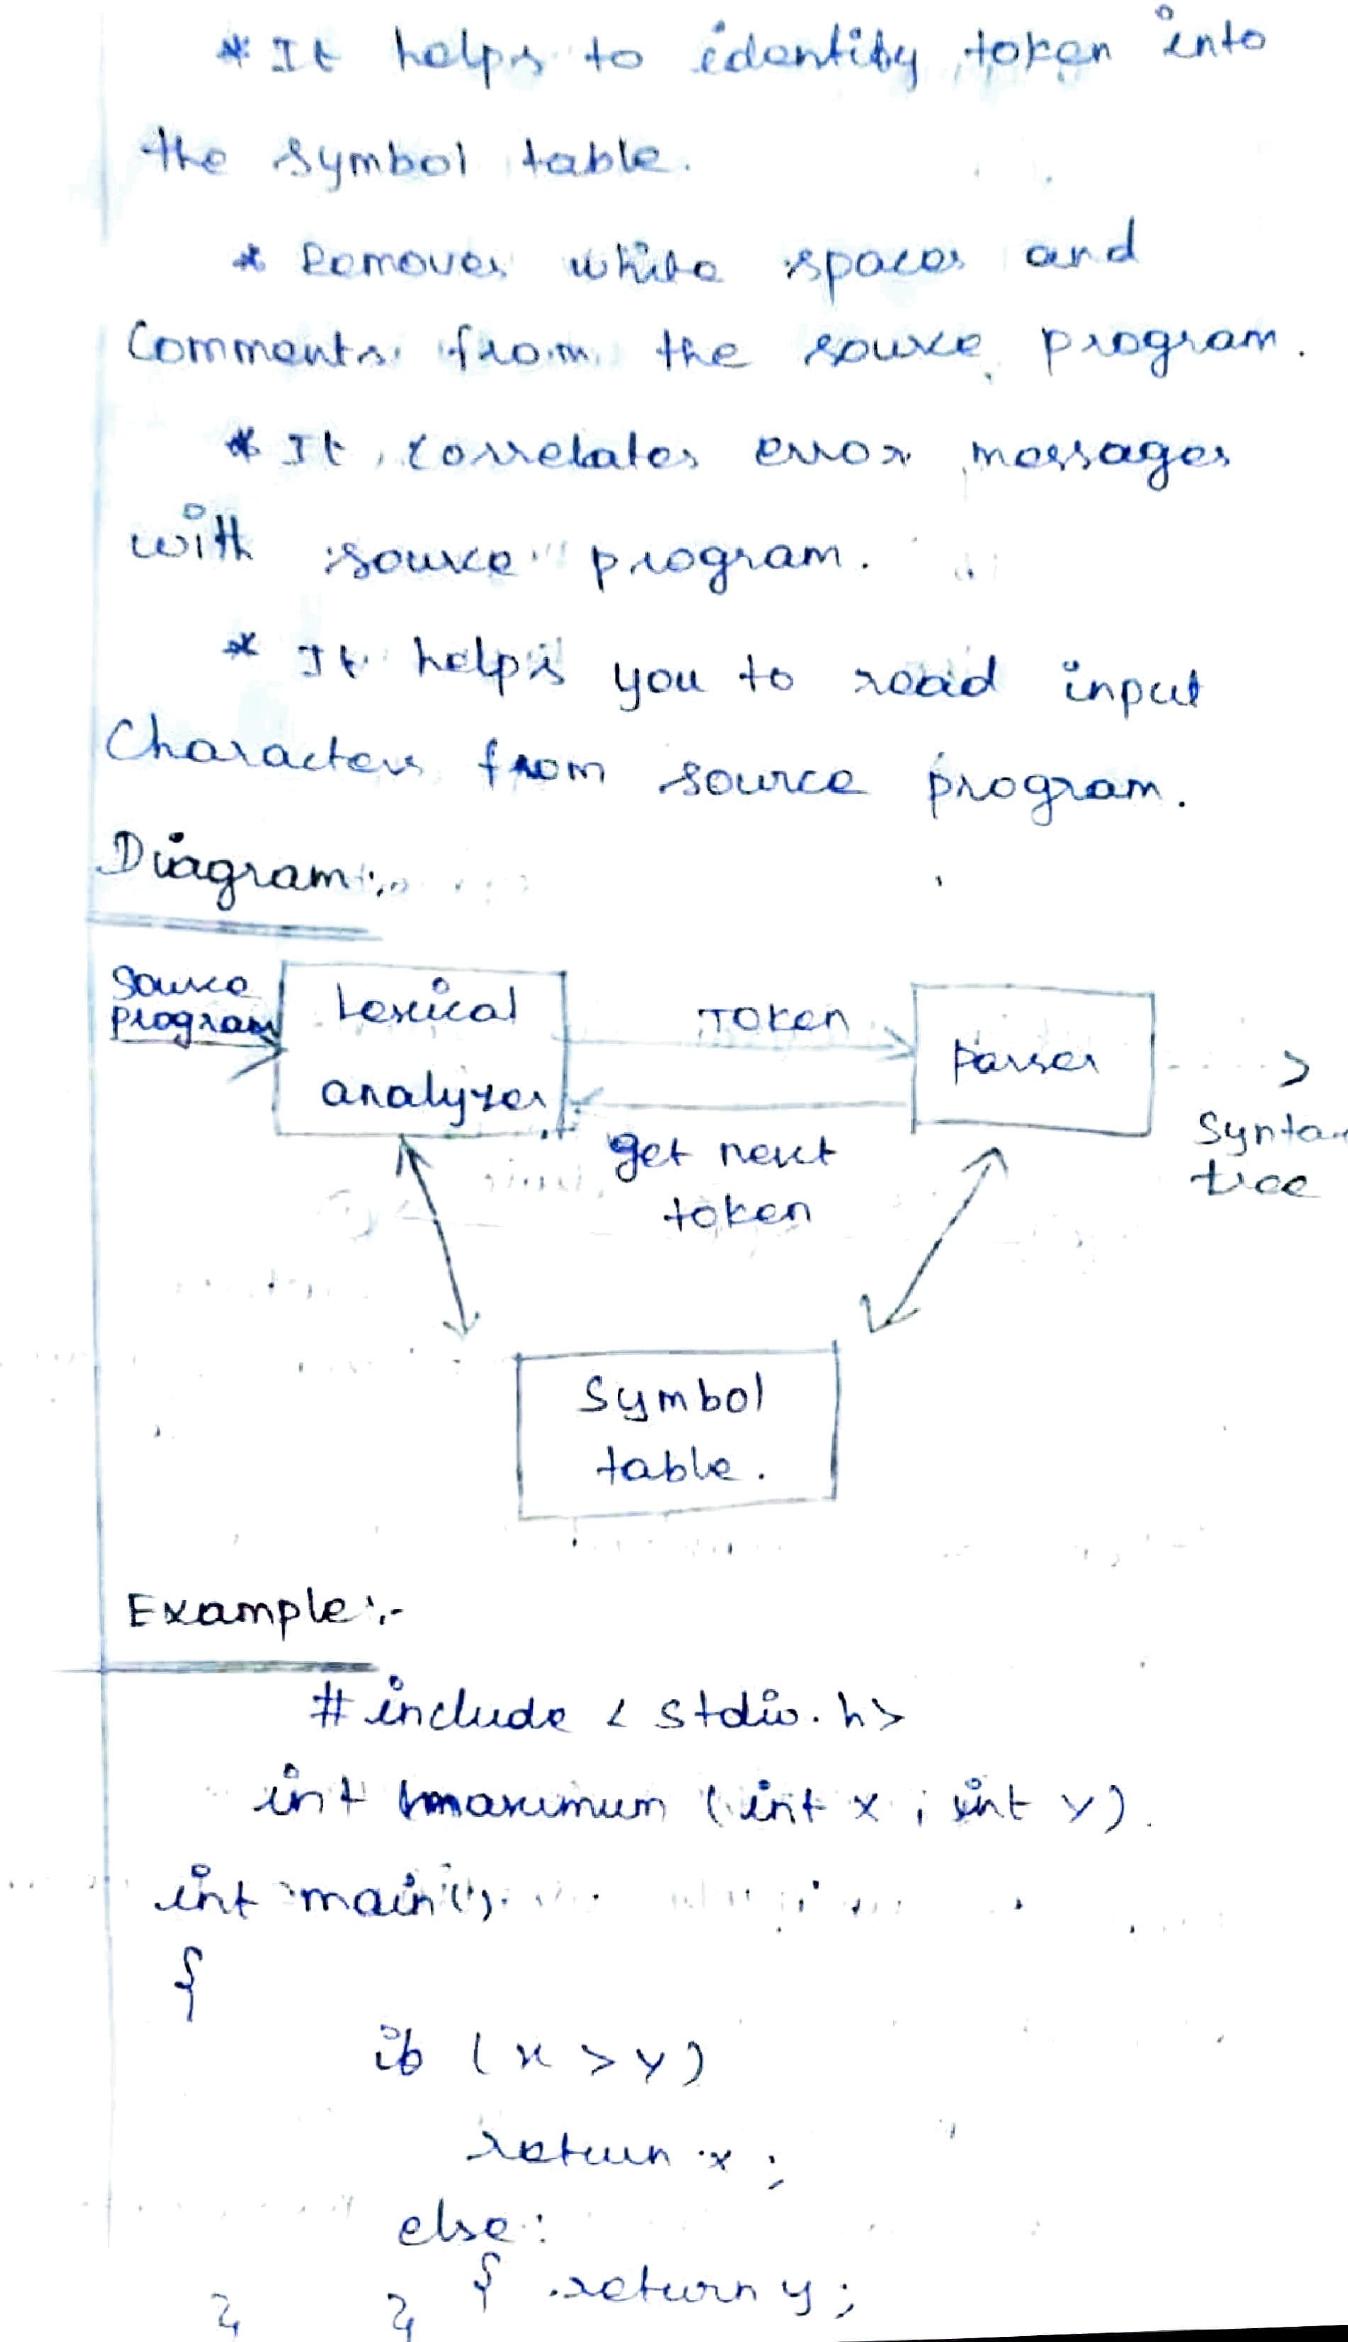 * It helps to identify token into
the symbol table.
* Removes white spaces and
Comments from the source program.
* It correlates error messages
with source program.
* It helps you to read input
Characters from source program.
Diagram:-
Source
program
Lexical
analyzer
Token
get next
token
Parser
Synta
tree
Symbol
table.
Example:-
#include < stdio.h>
int maximum (int x ; int y).
int main().
{
if (x > y)
return x ;
else :
{ return y ;
} }